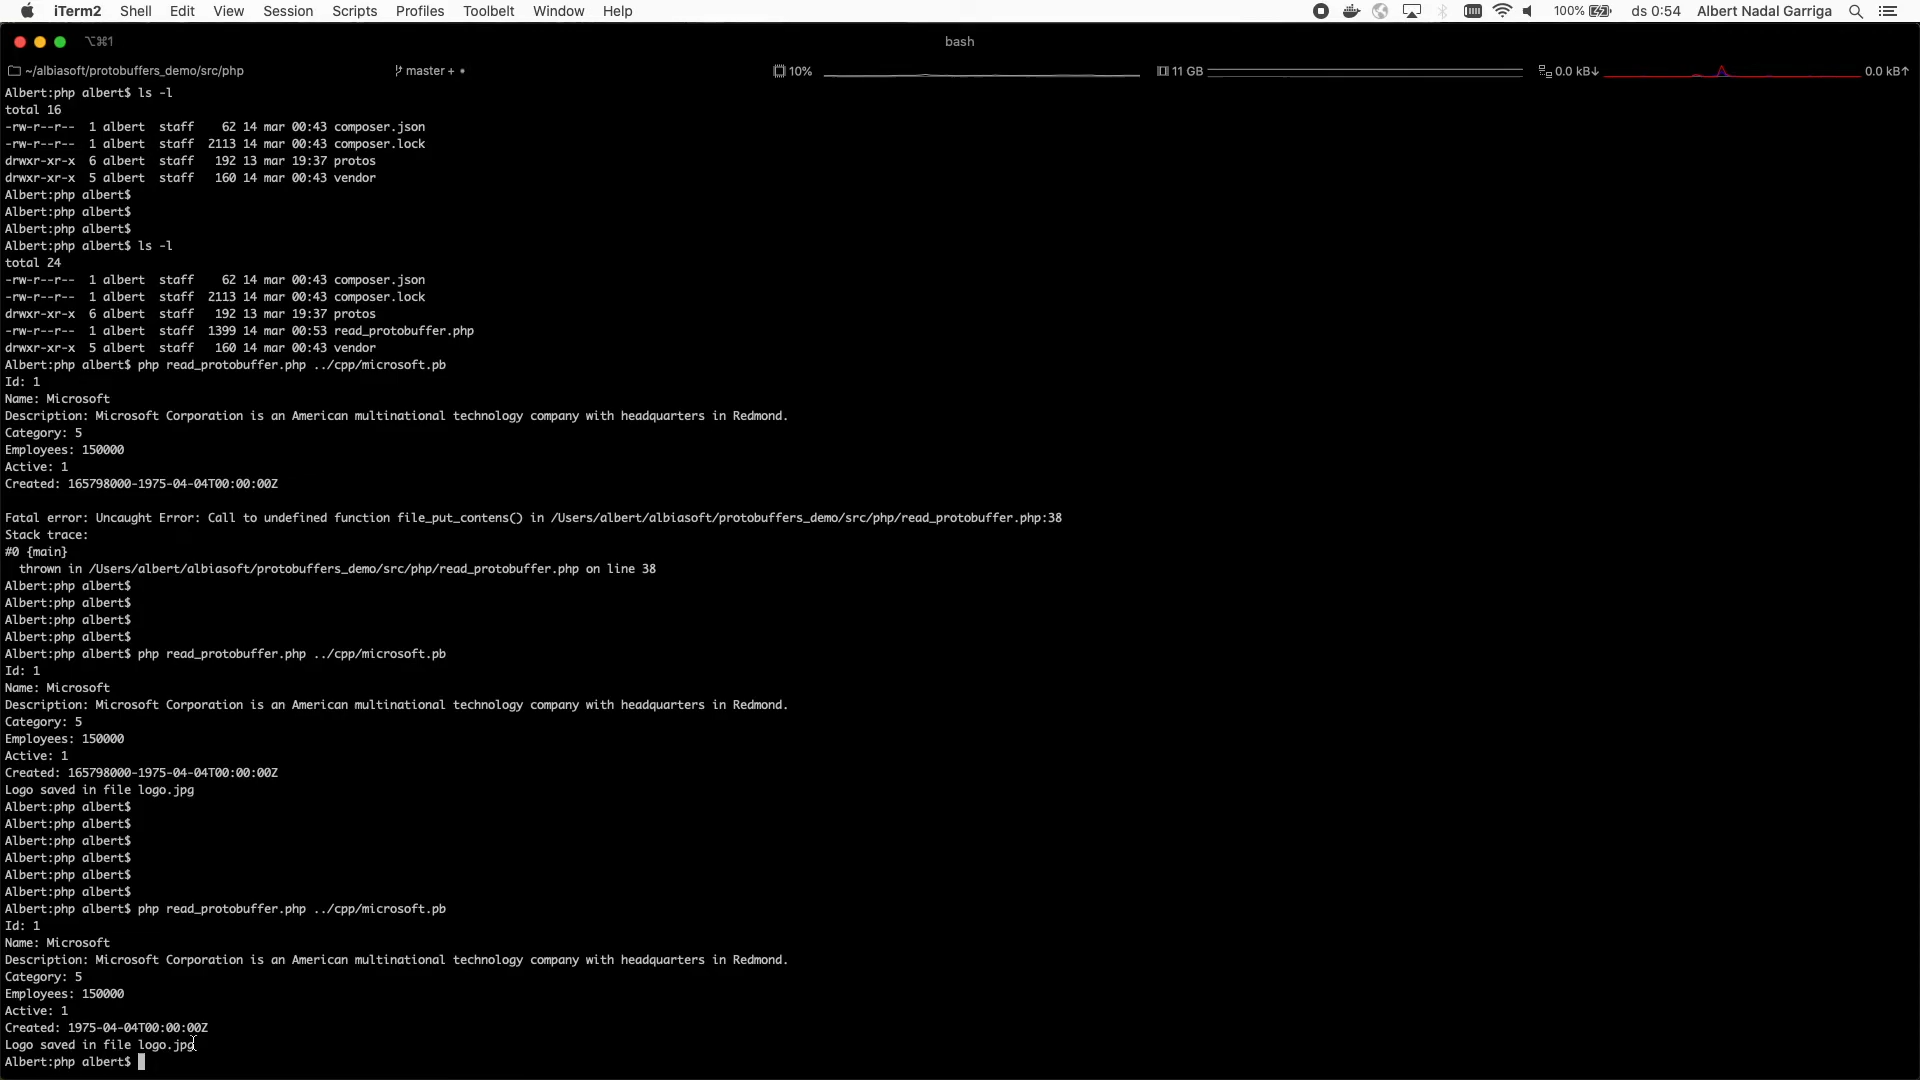 iTerm2 Shell Edit View Session Scripts Profiles Toolbelt Window Help 100% ds 0:54 Albert Nadal Garriga
⌥⌘1 bash
~/albiasoft/protobuffers_demo/src/php master + • 10% 11 GB 0.0 kB↓ 0.0 kB↑
Albert:php albert$ ls -l
total 16
-rw-r--r--  1 albert  staff    62 14 mar 00:43 composer.json
-rw-r--r--  1 albert  staff  2113 14 mar 00:43 composer.lock
drwxr-xr-x  6 albert  staff   192 13 mar 19:37 protos
drwxr-xr-x  5 albert  staff   160 14 mar 00:43 vendor
Albert:php albert$
Albert:php albert$
Albert:php albert$
Albert:php albert$ ls -l
total 24
-rw-r--r--  1 albert  staff    62 14 mar 00:43 composer.json
-rw-r--r--  1 albert  staff  2113 14 mar 00:43 composer.lock
drwxr-xr-x  6 albert  staff   192 13 mar 19:37 protos
-rw-r--r--  1 albert  staff  1399 14 mar 00:53 read_protobuffer.php
drwxr-xr-x  5 albert  staff   160 14 mar 00:43 vendor
Albert:php albert$ php read_protobuffer.php ../cpp/microsoft.pb
Id: 1
Name: Microsoft
Description: Microsoft Corporation is an American multinational technology company with headquarters in Redmond.
Category: 5
Employees: 150000
Active: 1
Created: 165798000-1975-04-04T00:00:00Z
Fatal error: Uncaught Error: Call to undefined function file_put_contens() in /Users/albert/albiasoft/protobuffers_demo/src/php/read_protobuffer.php:38
Stack trace:
#0 {main}
  thrown in /Users/albert/albiasoft/protobuffers_demo/src/php/read_protobuffer.php on line 38
Albert:php albert$
Albert:php albert$
Albert:php albert$
Albert:php albert$
Albert:php albert$ php read_protobuffer.php ../cpp/microsoft.pb
Id: 1
Name: Microsoft
Description: Microsoft Corporation is an American multinational technology company with headquarters in Redmond.
Category: 5
Employees: 150000
Active: 1
Created: 165798000-1975-04-04T00:00:00Z
Logo saved in file logo.jpg
Albert:php albert$
Albert:php albert$
Albert:php albert$
Albert:php albert$
Albert:php albert$
Albert:php albert$
Albert:php albert$ php read_protobuffer.php ../cpp/microsoft.pb
Id: 1
Name: Microsoft
Description: Microsoft Corporation is an American multinational technology company with headquarters in Redmond.
Category: 5
Employees: 150000
Active: 1
Created: 1975-04-04T00:00:00Z
Logo saved in file logo.jpg
Albert:php albert$